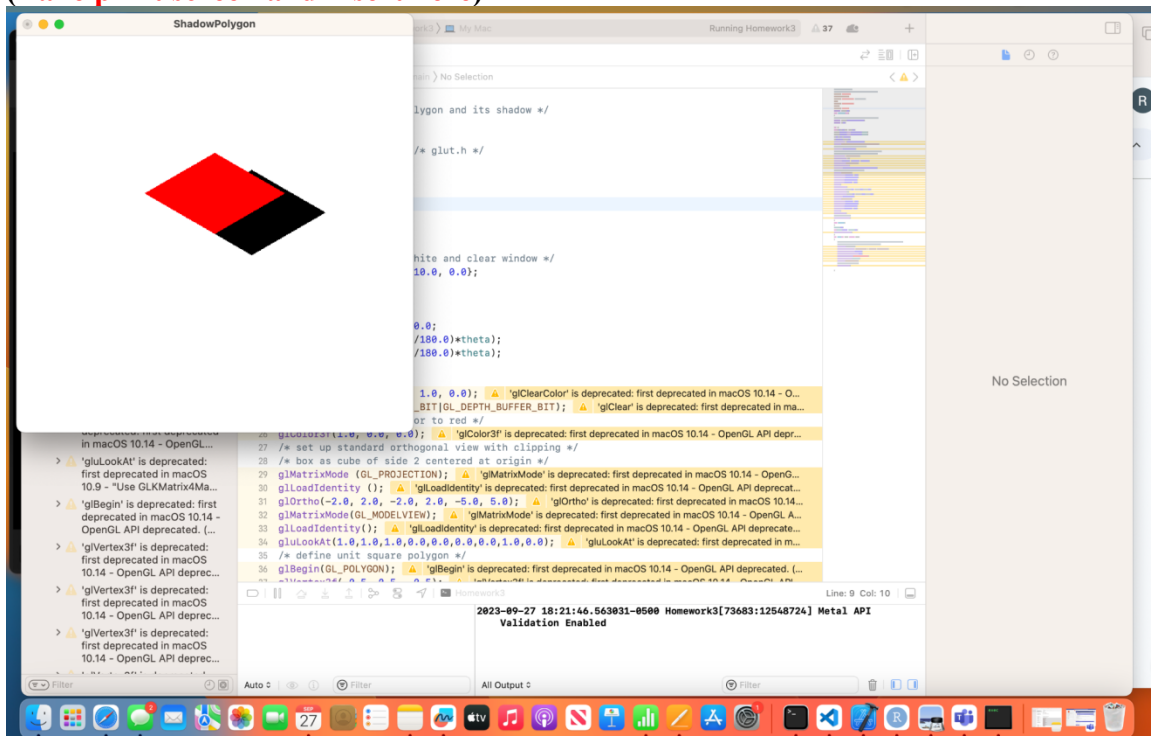 ShadowPolygon
My Mac
Running Homework3
37
No Selection
lygon and its shadow */
/* glut.h */
hite and clear window */
10.0, 0.0};
0.0;
/180.0)*theta);
/180.0)*theta);
1.0, 0.0); 'glClearColor' is deprecated: first deprecated in macOS 10.14 - O...
_BIT|GL_DEPTH_BUFFER_BIT); 'glClear' is deprecated: first deprecated in ma...
or to red */
glColor3f(1.0, 0.0, 0.0); 'glColor3f' is deprecated: first deprecated in macOS 10.14 - OpenGL API depr...
27 /* set up standard orthogonal view with clipping */
28 /* box as cube of side 2 centered at origin */
29 glMatrixMode (GL_PROJECTION); 'glMatrixMode' is deprecated: first deprecated in macOS 10.14 - OpenG...
30 glLoadIdentity (); 'glLoadIdentity' is deprecated: first deprecated in macOS 10.14 - OpenGL API deprecat...
31 glOrtho(-2.0, 2.0, -2.0, 2.0, -5.0, 5.0); 'glOrtho' is deprecated: first deprecated in macOS 10.14...
32 glMatrixMode(GL_MODELVIEW); 'glMatrixMode' is deprecated: first deprecated in macOS 10.14 - OpenGL A...
33 glLoadIdentity(); 'glLoadIdentity' is deprecated: first deprecated in macOS 10.14 - OpenGL API deprecate...
34 gluLookAt(1.0,1.0,1.0,0.0,0.0,0.0,0.0,1.0,0.0); 'gluLookAt' is deprecated: first deprecated in m...
35 /* define unit square polygon */
36 glBegin(GL_POLYGON); 'glBegin' is deprecated: first deprecated in macOS 10.14 - OpenGL API deprecated. (...
in macOS 10.14 - OpenGL...
'gluLookAt' is deprecated:
first deprecated in macOS
10.9 - "Use GLKMatrix4Ma...
'glBegin' is deprecated: first
deprecated in macOS 10.14 -
OpenGL API deprecated. (...
'glVertex3f' is deprecated:
first deprecated in macOS
10.14 - OpenGL API deprec...
'glVertex3f' is deprecated:
first deprecated in macOS
10.14 - OpenGL API deprec...
'glVertex3f' is deprecated:
first deprecated in macOS
10.14 - OpenGL API deprec...
Homework3
Line: 9 Col: 10
2023-09-27 18:21:46.563031-0500 Homework3[73683:12548724] Metal API
Validation Enabled
Filter
Auto
Filter
All Output
Filter
No Selection
R
SEP
27
tv
R